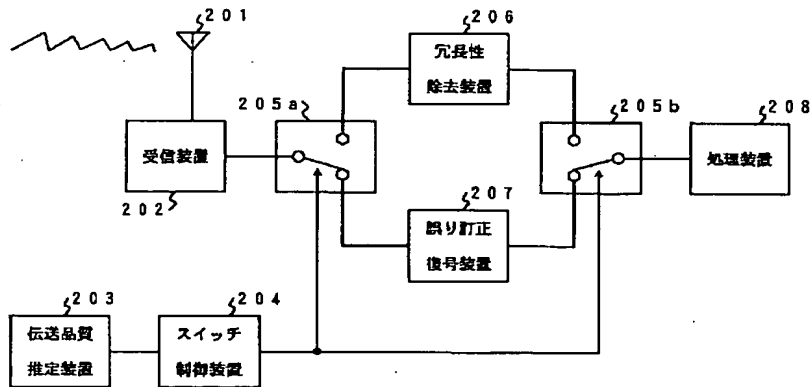 201
206
冗長性
除去装置
205a
205b
208
受信装置
処理装置
202
207
誤り訂正
復号装置
203
204
伝送品質
推定装置
スイッチ
制御装置